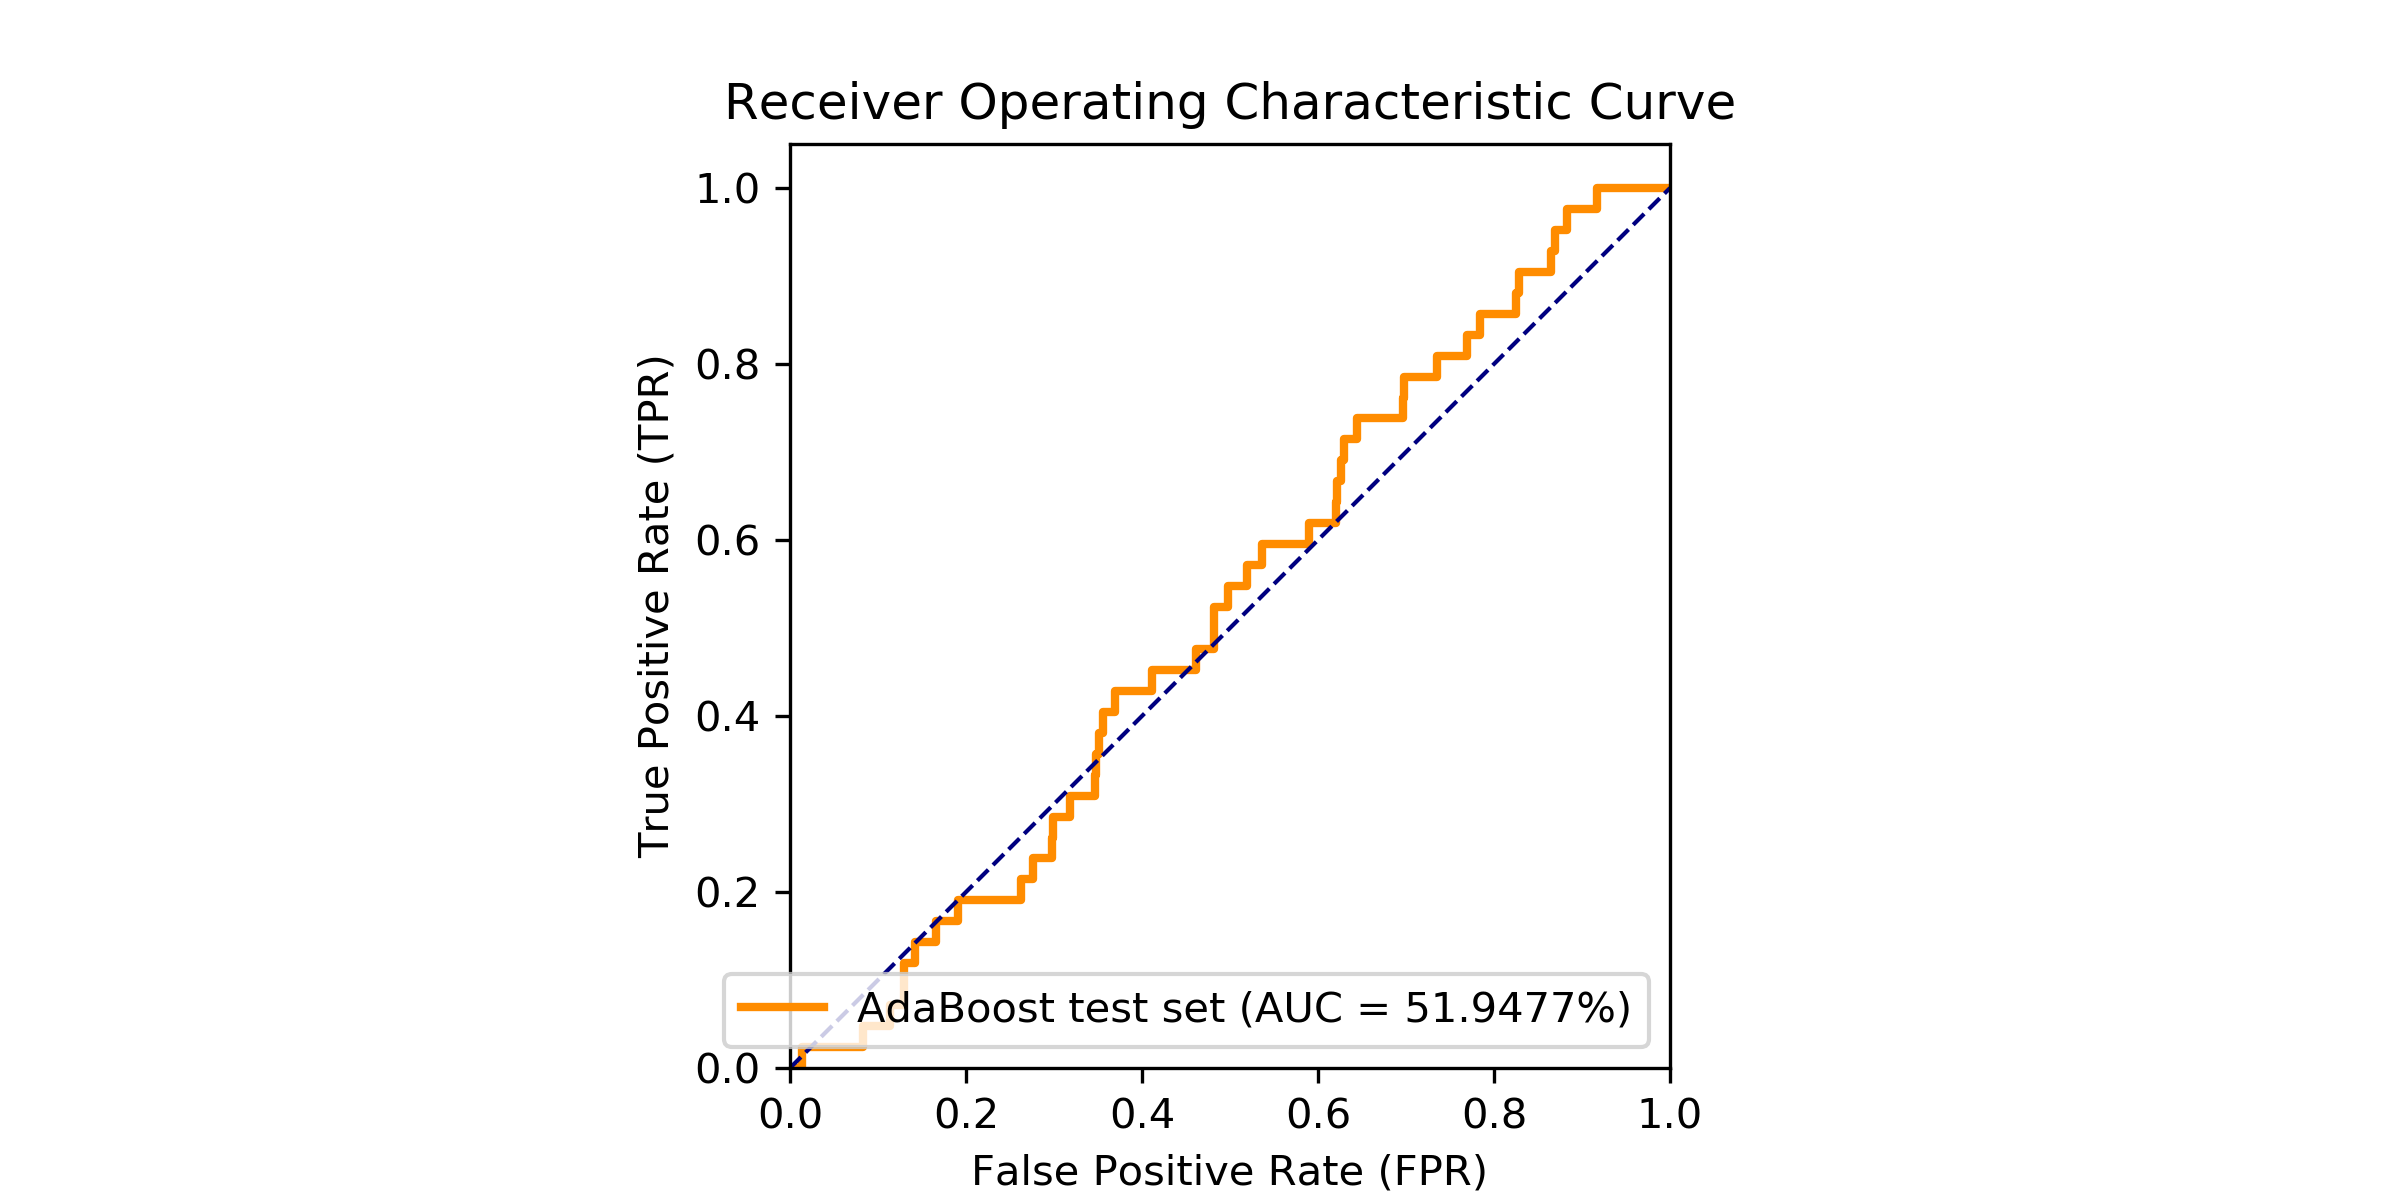 Receiver Operating Characteristic Curve
1.0
0.8
0.6
0.4
0.2
0.0
True Positive Rate (TPR)
AdaBoost test set (AUC = 51.9477%)
0.0 0.2 0.4 0.6 0.8 1.0
False Positive Rate (FPR)